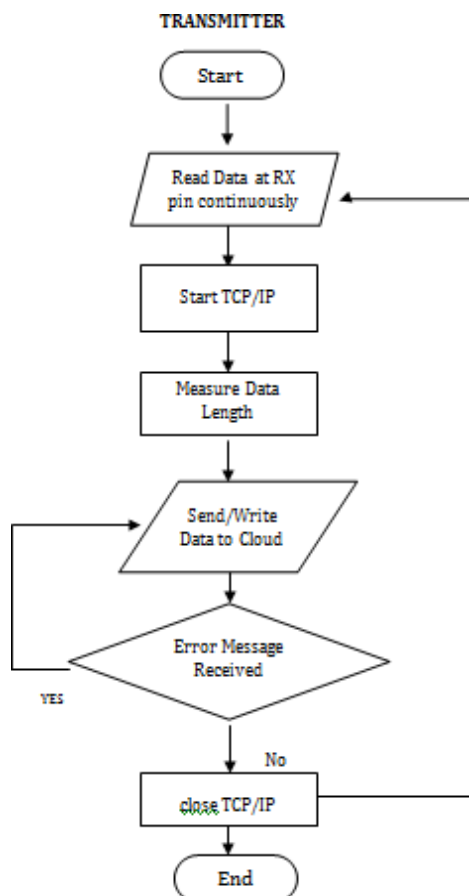 TRANSMITTER
Start
Read Data at RX
pin continuously
Start TCP/IP
Measure Data
Length
Send/Write
Data to Cloud
Error Message
Received
YES
No
close TCP/IP
End